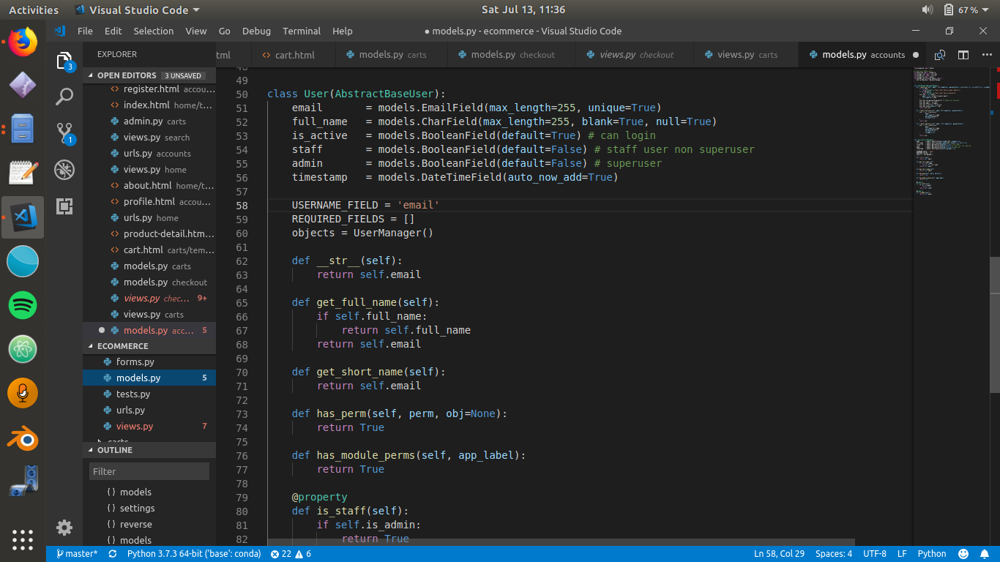 Activities Visual Studio Code Sat Jul 13, 11:36 67 %
File Edit Selection View Go Debug Terminal Help ● models.py - ecommerce - Visual Studio Code
EXPLORER
tml cart.html models.py carts models.py checkout views.py checkout views.py carts models.py accounts
OPEN EDITORS 3 UNSAVED
register.html accou...
index.html home/t...
admin.py carts
views.py search
urls.py accounts
views.py home
about.html home/t...
profile.html accou...
urls.py home
product-detail.htm...
cart.html carts/tem...
models.py carts
models.py checkout
views.py chec... 9+
views.py carts
models.py acc... 5
ECOMMERCE
forms.py
models.py 5
tests.py
urls.py
views.py 7
carts
OUTLINE
Filter
{ } models
{ } settings
{ } reverse
{ } models
3
1
48
49
50 class User(AbstractBaseUser):
51     email       = models.EmailField(max_length=255, unique=True)
52     full_name   = models.CharField(max_length=255, blank=True, null=True)
53     is_active   = models.BooleanField(default=True) # can login
54     staff       = models.BooleanField(default=False) # staff user non superuser
55     admin       = models.BooleanField(default=False) # superuser
56     timestamp   = models.DateTimeField(auto_now_add=True)
57
58     USERNAME_FIELD = 'email'
59     REQUIRED_FIELDS = []
60     objects = UserManager()
61
62     def __str__(self):
63         return self.email
64
65     def get_full_name(self):
66         if self.full_name:
67             return self.full_name
68         return self.email
69
70     def get_short_name(self):
71         return self.email
72
73     def has_perm(self, perm, obj=None):
74         return True
75
76     def has_module_perms(self, app_label):
77         return True
78
79     @property
80     def is_staff(self):
81         if self.is_admin:
82             return True
master* Python 3.7.3 64-bit ('base': conda) 22 6 Ln 58, Col 29 Spaces: 4 UTF-8 LF Python